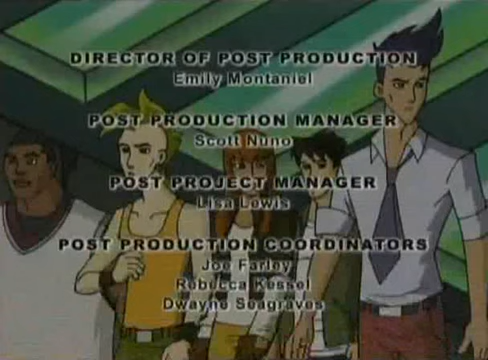 DIRECTOR OF POST PRODUCTION
Emily Montaniel
POST PRODUCTION MANAGER
Scott Nuno
POST PROJECT MANAGER
Lisa Lewis
POST PRODUCTION COORDINATORS
Joe Farley
Rebecca Kessel
Dwayne Seagraves